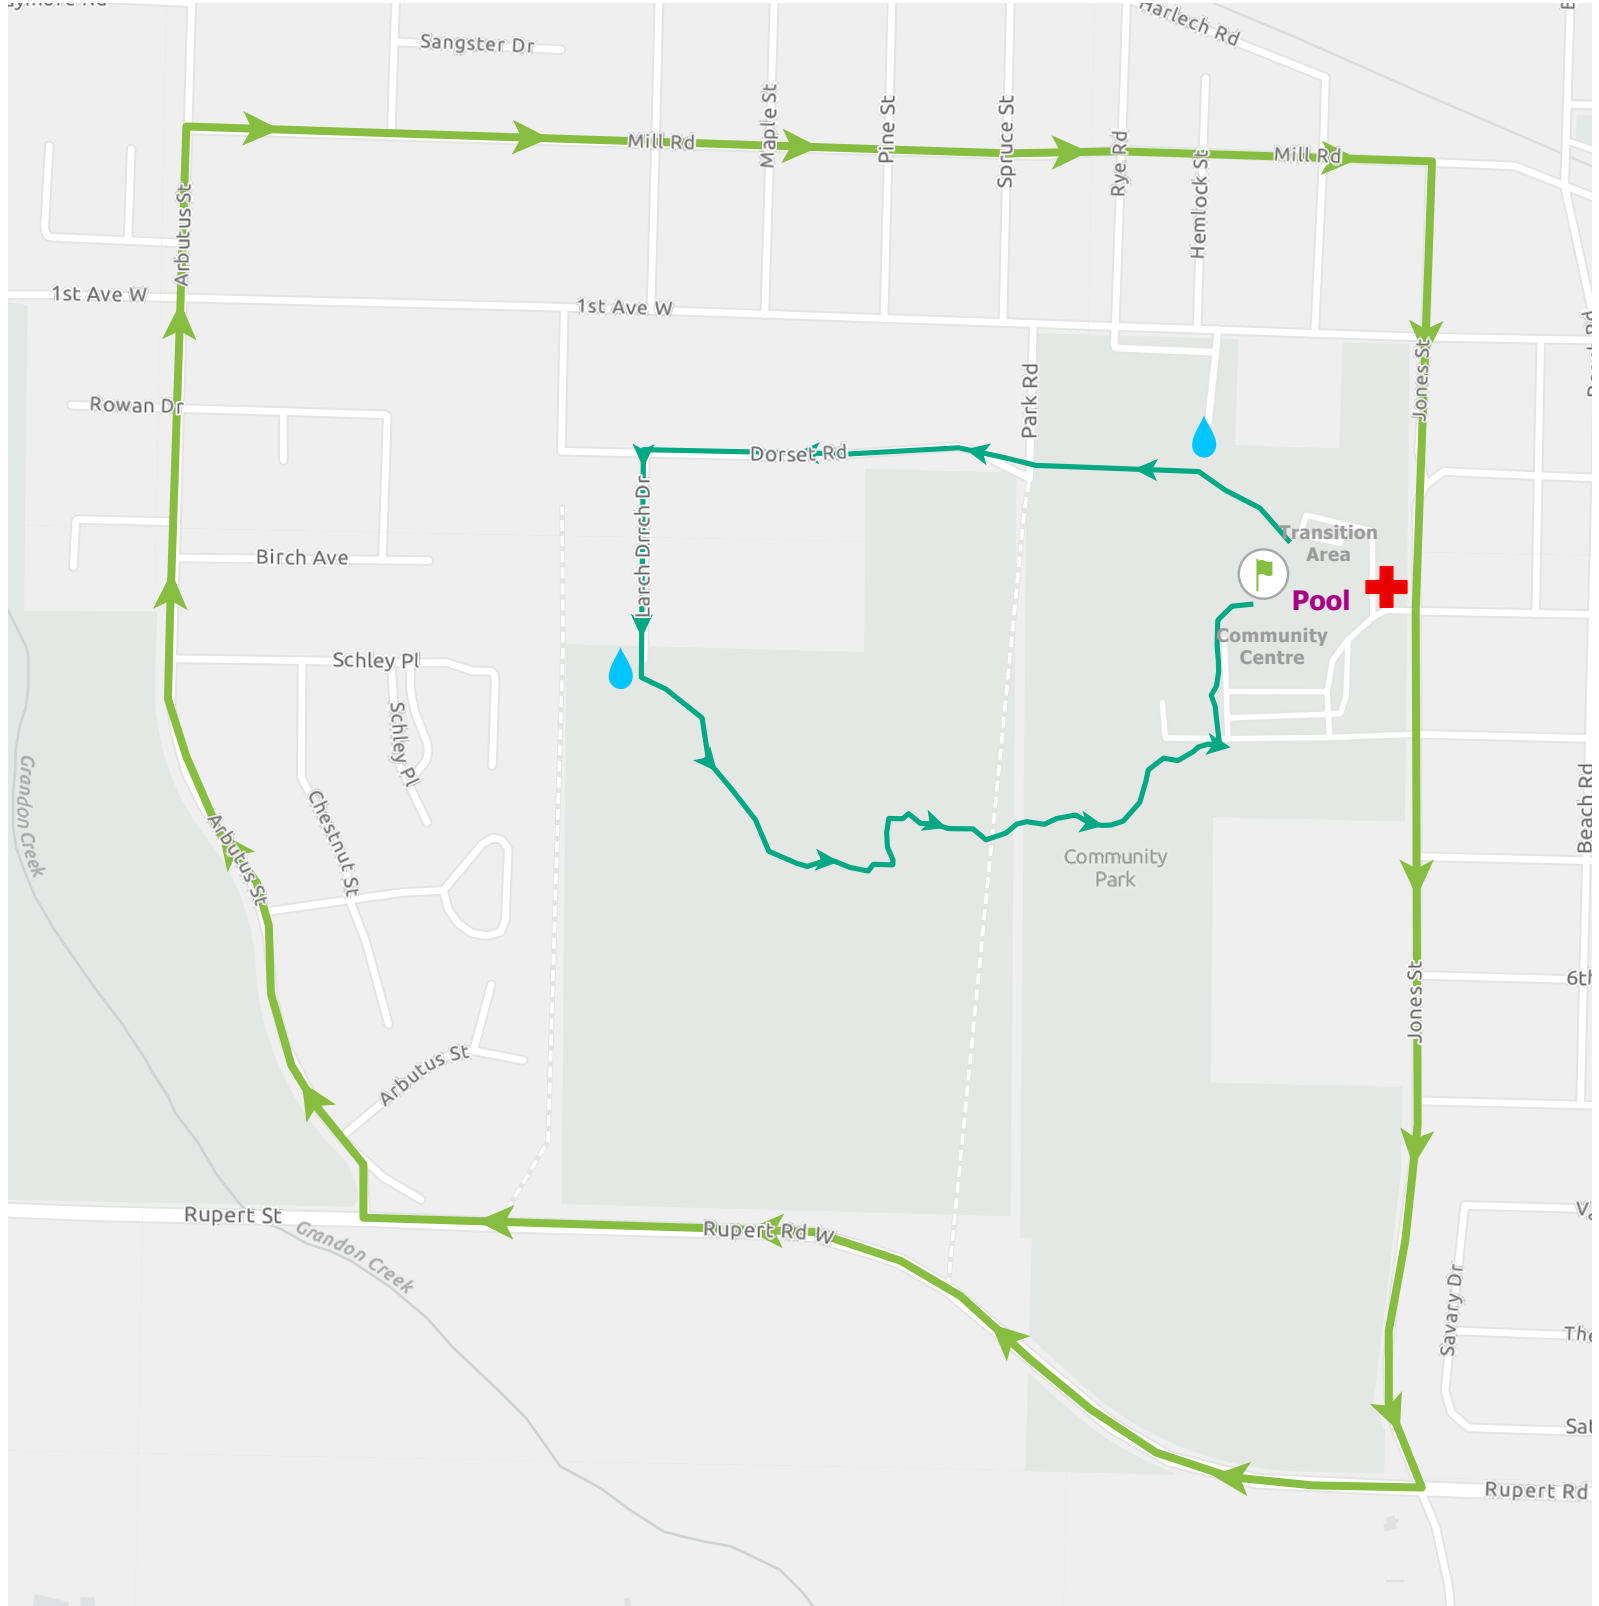 Sangster Dr
Harlech Rd
Maple St
Pine St
Spruce St
Mill Rd
Mill Rd
Rye Rd
Hemlock St
Arbutus St
1st Ave W
1st Ave W
Jones St
Park Rd
Rowan Dr
Dorset Rd
Larch Dr
Transition
Area
Birch Ave
Pool
Community
Centre
Schley Pl
Schley Pl
Grandon Creek
Chestnut St
Arbutus St
Beach Rd
Community
Park
6th
Jones St
Arbutus St
Rupert St
Rupert Rd W
Grandon Creek
Savary Dr
Rupert Rd